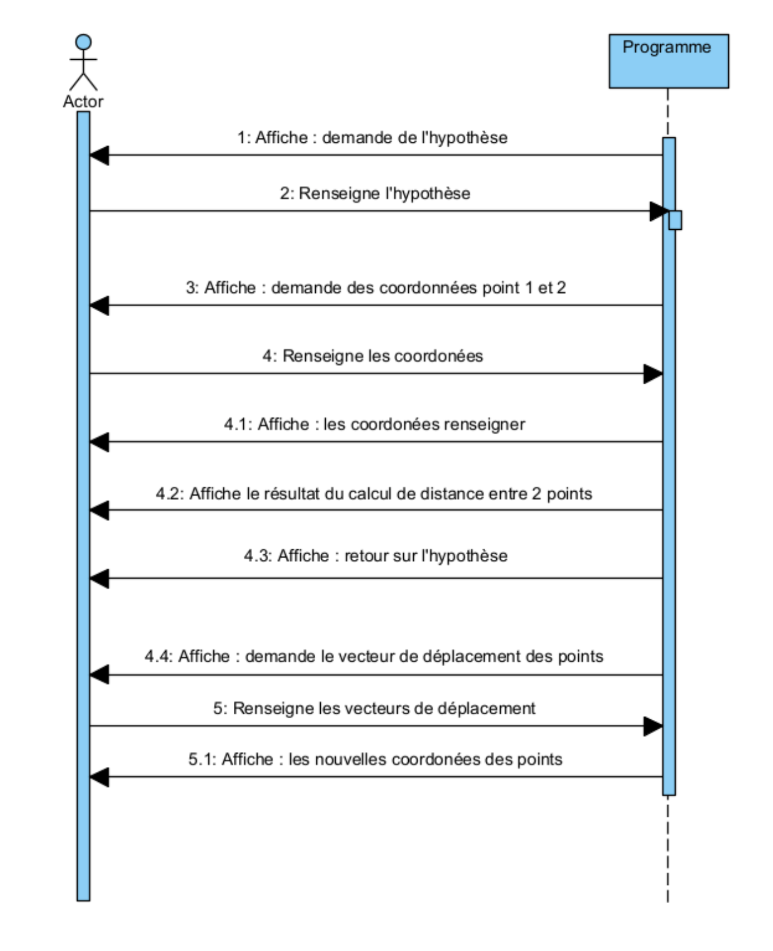 Programme
Actor
1: Affiche : demande de l'hypothèse
2: Renseigne l'hypothèse
3: Affiche : demande des coordonnées point 1 et 2
4: Renseigne les coordonées
4.1: Affiche : les coordonées renseigner
4.2: Affiche le résultat du calcul de distance entre 2 points
4.3: Affiche : retour sur l'hypothèse
4.4: Affiche : demande le vecteur de déplacement des points
5: Renseigne les vecteurs de déplacement
5.1: Affiche : les nouvelles coordonées des points